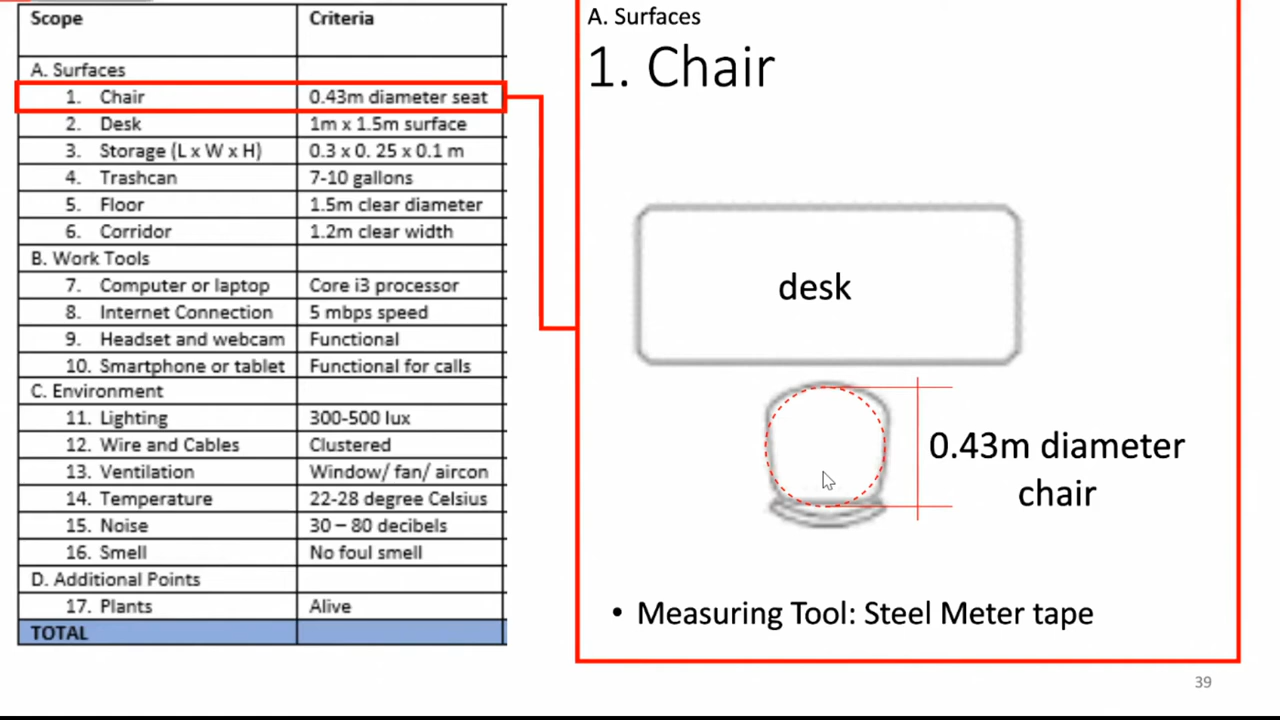 Scope Criteria
A. Surfaces
1. Chair 0.43m diameter seat
2. Desk 1m x 1.5m surface
3. Storage (L x W x H) 0.3 x 0. 25 x 0.1 m
4. Trashcan 7-10 gallons
5. Floor 1.5m clear diameter
6. Corridor 1.2m clear width
B. Work Tools
7. Computer or laptop Core i3 processor
8. Internet Connection 5 mbps speed
9. Headset and webcam Functional
10. Smartphone or tablet Functional for calls
C. Environment
11. Lighting 300-500 lux
12. Wire and Cables Clustered
13. Ventilation Window/ fan/ aircon
14. Temperature 22-28 degree Celsius
15. Noise 30 – 80 decibels
16. Smell No foul smell
D. Additional Points
17. Plants Alive
TOTAL
A. Surfaces
1. Chair
desk
0.43m diameter
chair
• Measuring Tool: Steel Meter tape
39